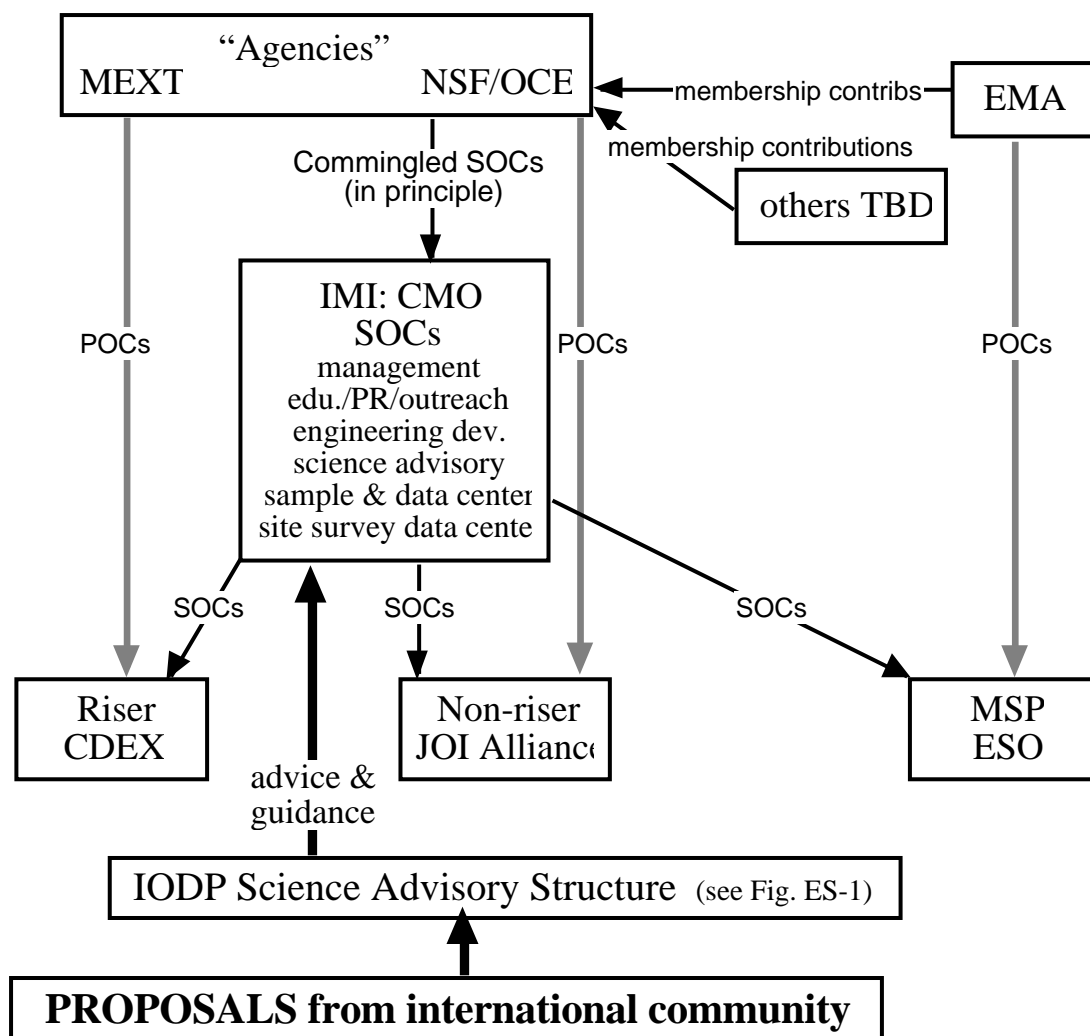 “Agencies”
MEXT NSF/OCE
membership contribs
EMA
membership contributions
Commingled SOCs
(in principle)
others TBD
IMI: CMO
SOCs
management
edu./PR/outreach
engineering dev.
science advisory
sample & data center
site survey data cente
POCs
POCs
POCs
SOCs
SOCs
SOCs
Riser
CDEX
Non-riser
JOI Alliance
MSP
ESO
advice &
guidance
IODP Science Advisory Structure (see Fig. ES-1)
PROPOSALS from international community